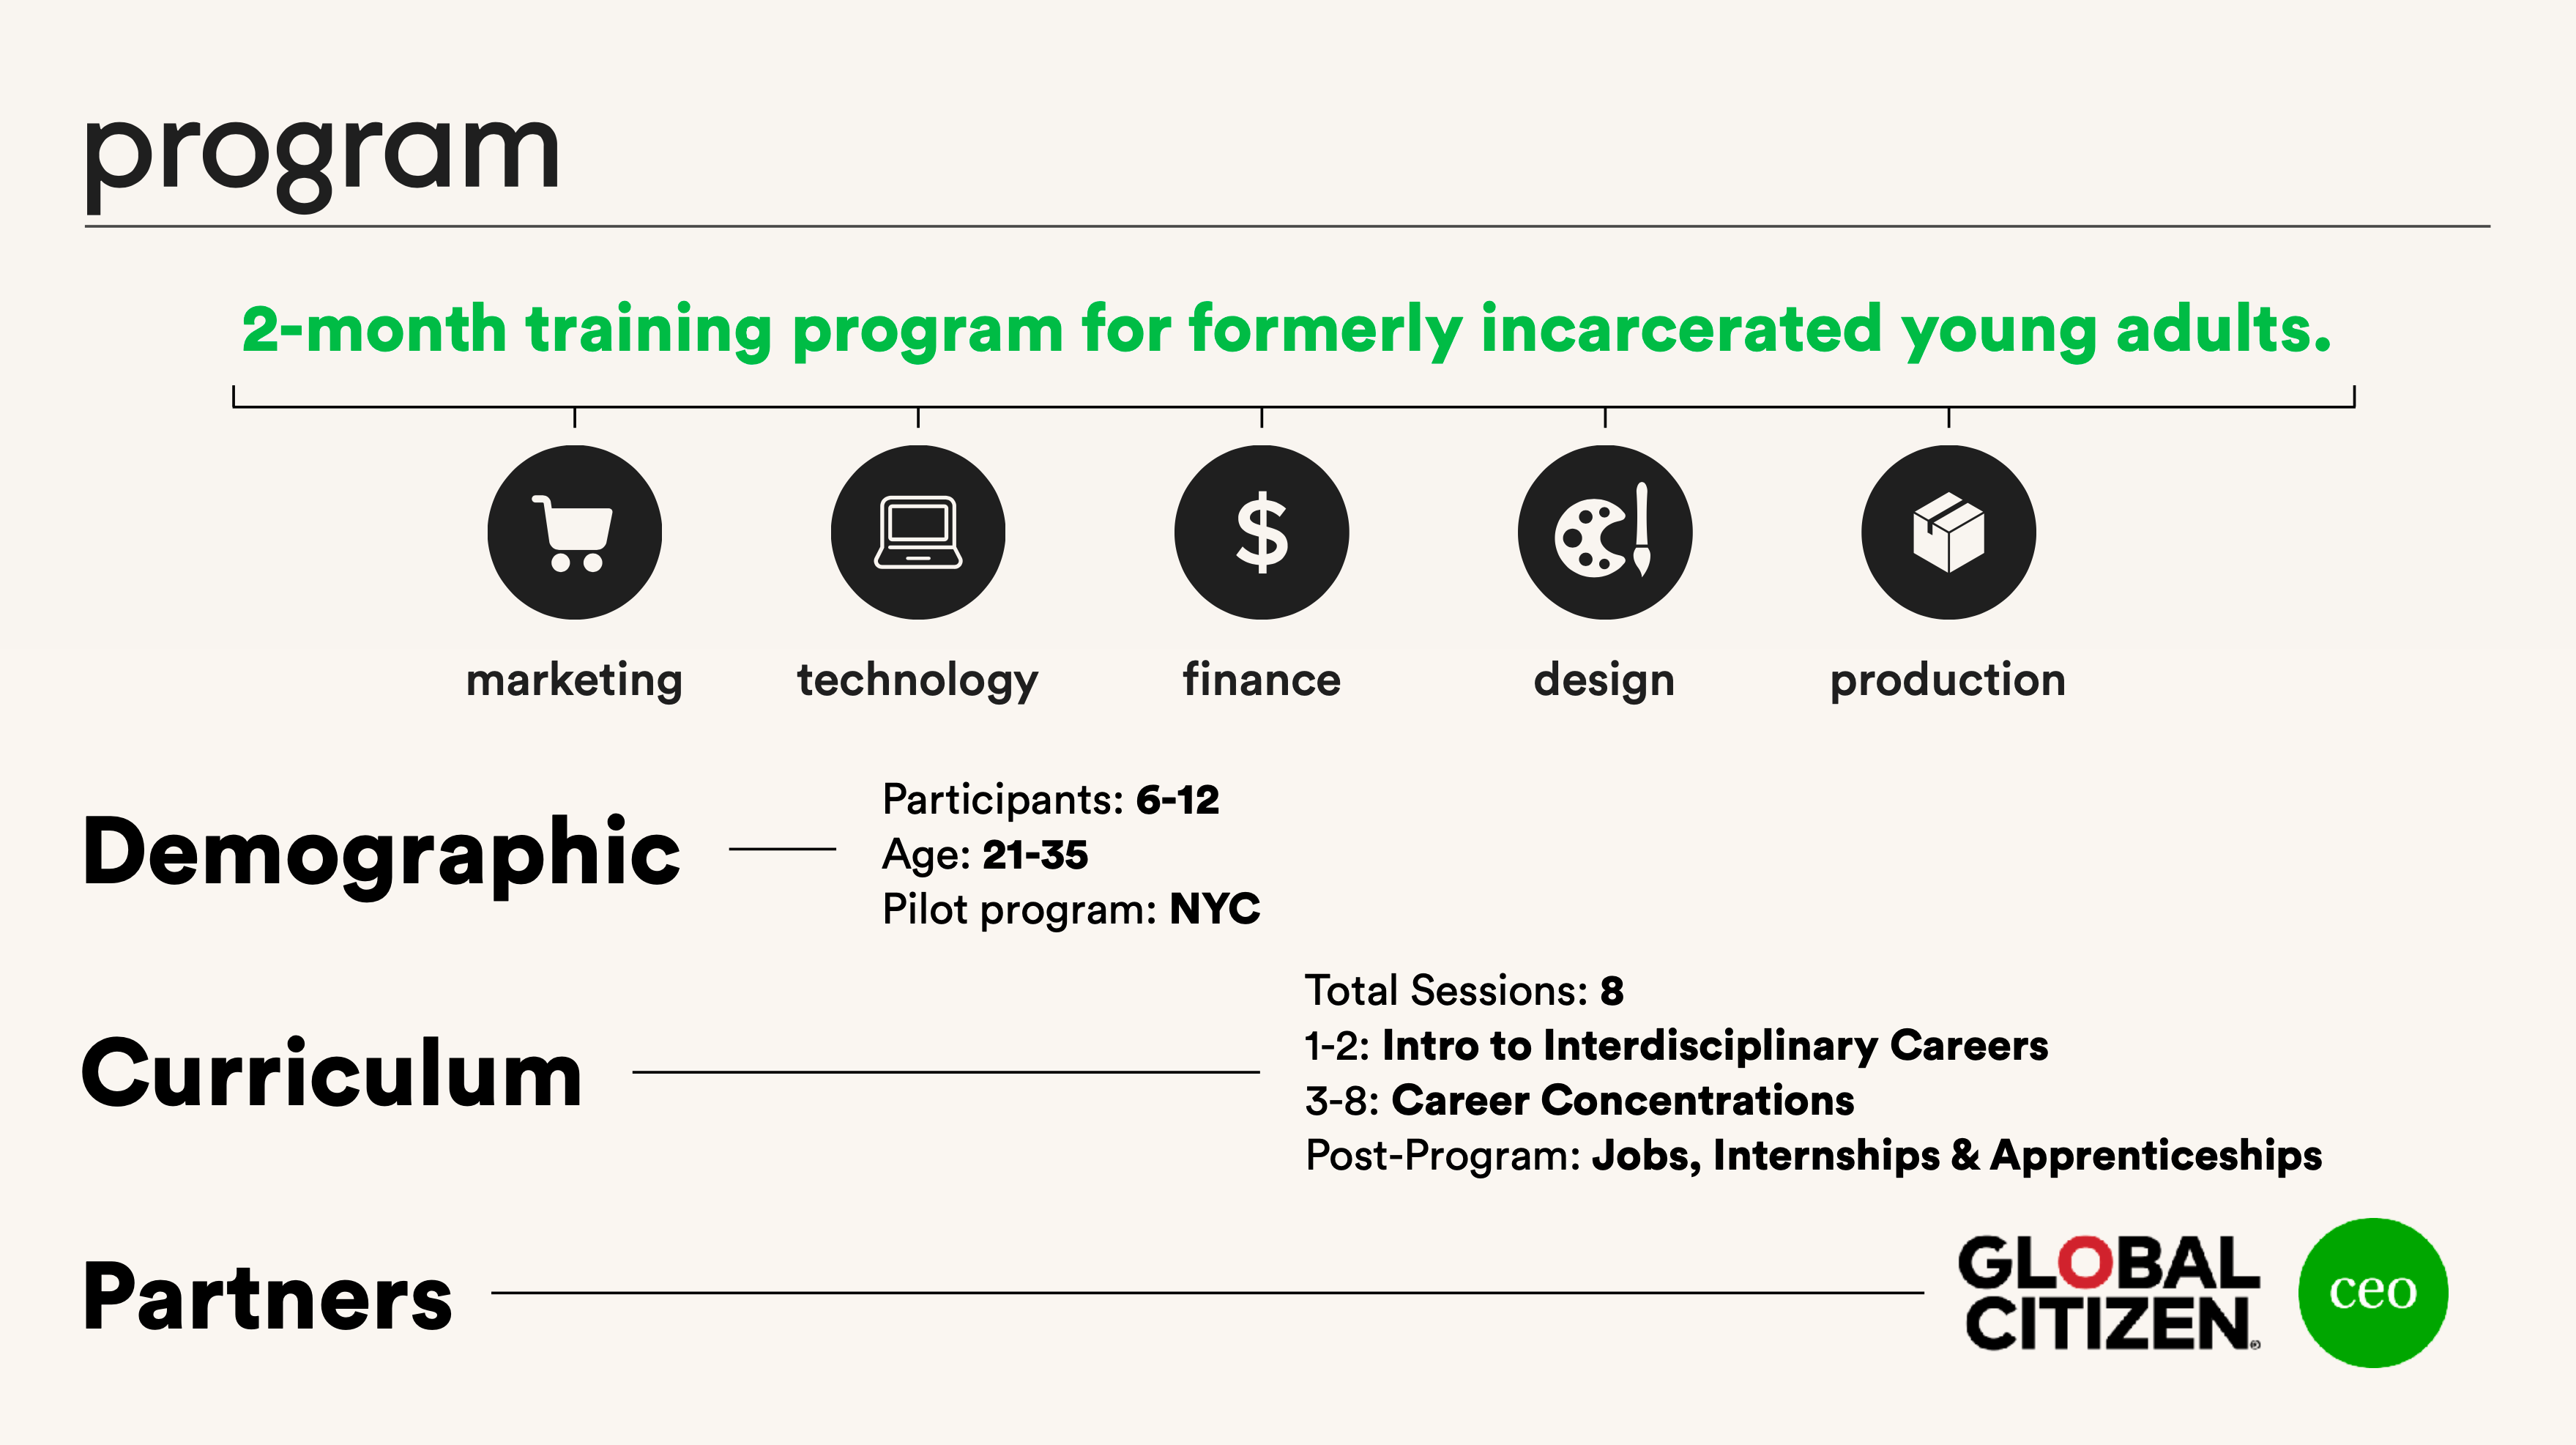 program
2-month training program for formerly incarcerated young adults.
$
marketing technology finance design production
Demographic
Participants: 6-12
Age: 21-35
Pilot program: NYC
Curriculum
Total Sessions: 8
1-2: Intro to Interdisciplinary Careers
3-8: Career Concentrations
Post-Program: Jobs, Internships & Apprenticeships
Partners
GLOBAL
CITIZEN®
ceo